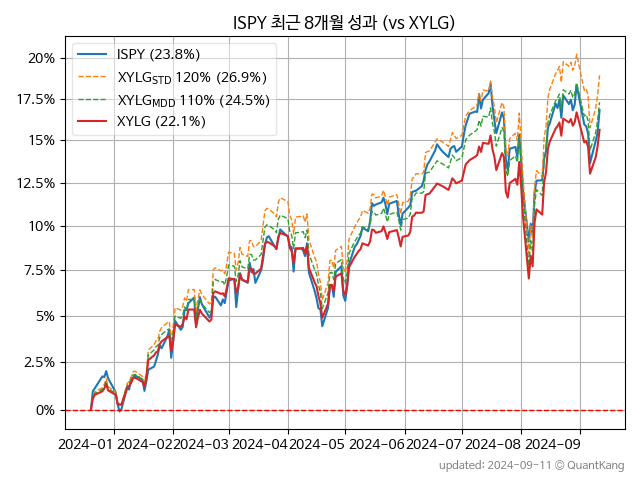 ISPY 최근 8개월 성과 (vs XYLG)
ISPY (23.8%)
XYLG_STD 120% (26.9%)
XYLG_MDD 110% (24.5%)
XYLG (22.1%)
20%
17.5%
15%
12.5%
10%
7.5%
5%
2.5%
0%
2024-01 2024-02 2024-03 2024-04 2024-05 2024-06 2024-07 2024-08 2024-09
updated: 2024-09-11 © QuantKang